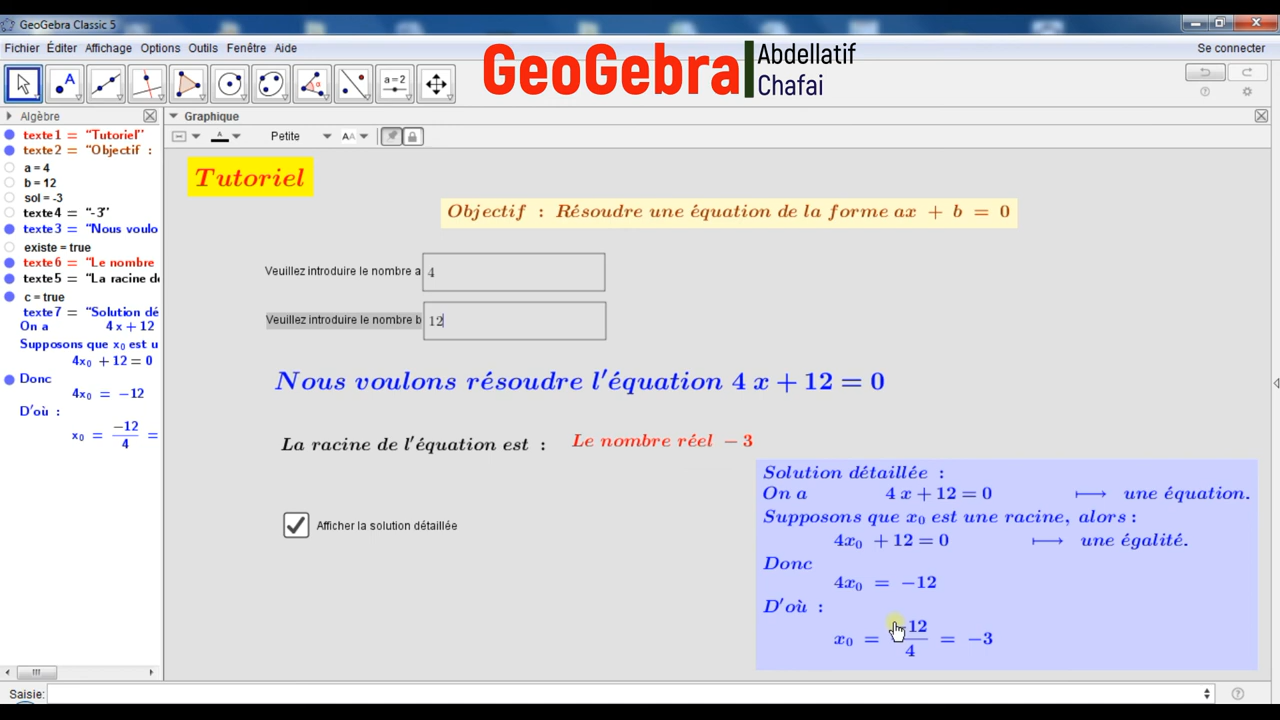 GeoGebra Classic 5
Fichier Éditer Affichage Options Outils Fenêtre Aide
Se connecter
GeoGebra
Abdellatif
Chafai
a=2
Algèbre
Graphique
Petite
texte1 = "Tutoriel"
texte2 = "Objectif :
a = 4
b = 12
sol = -3
texte4 = "-3"
texte3 = "Nous voulo
existe = true
texte6 = "Le nombre
texte5 = "La racine de
c = true
texte7 = "Solution dé
On a 4 x + 12
Supposons que x₀ est u
4x₀ + 12 = 0
Donc
4x₀ = −12
D'où :
x₀ = −12/4 =
Tutoriel
Objectif : Résoudre une équation de la forme ax + b = 0
Veuillez introduire le nombre a 4
Veuillez introduire le nombre b 12
Nous voulons résoudre l'équation 4 x + 12 = 0
La racine de l'équation est : Le nombre réel − 3
Afficher la solution détaillée
Solution détaillée :
On a 4 x + 12 = 0 ⟼ une équation.
Supposons que x₀ est une racine, alors :
4x₀ + 12 = 0 ⟼ une égalité.
Donc
4x₀ = −12
D'où :
x₀ = −12/4 = −3
Saisie: